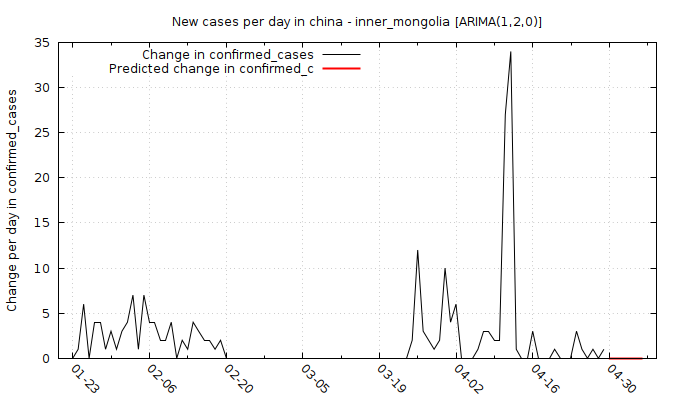 New cases per day in china - inner_mongolia [ARIMA(1,2,0)]
Change in confirmed_cases
Predicted change in confirmed_c
Change per day in confirmed_cases
35
30
25
20
15
10
5
0
01-23 02-06 02-20 03-05 03-19 04-02 04-16 04-30